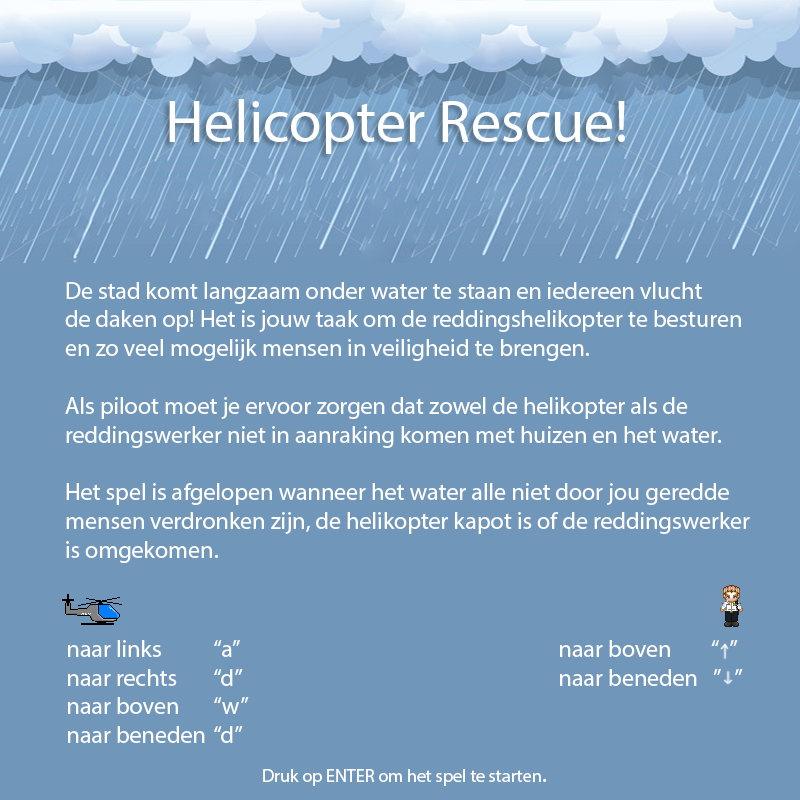 Helicopter Rescue!
De stad komt langzaam onder water te staan en iedereen vlucht
de daken op! Het is jouw taak om de reddingshelikopter te besturen
en zo veel mogelijk mensen in veiligheid te brengen.
Als piloot moet je ervoor zorgen dat zowel de helikopter als de
reddingswerker niet in aanraking komen met huizen en het water.
Het spel is afgelopen wanneer het water alle niet door jou geredde
mensen verdronken zijn, de helikopter kapot is of de reddingswerker
is omgekomen.
naar links “a”
naar rechts “d”
naar boven “w”
naar beneden “d”
naar boven “↑”
naar beneden ”↓”
Druk op ENTER om het spel te starten.